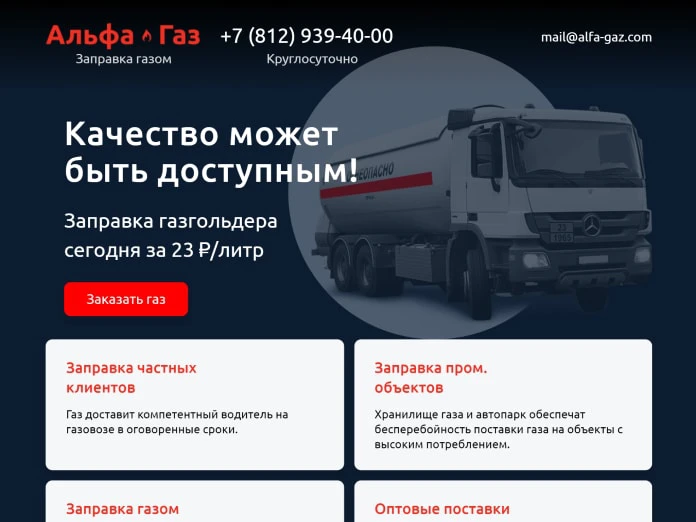 Альфа Газ
Заправка газом
+7 (812) 939-40-00
Круглосуточно
mail@alfa-gaz.com
Качество может
быть доступным!
Заправка газгольдера
сегодня за 23 ₽/литр
Заказать газ
Заправка частных
клиентов
Газ доставит компетентный водитель на
газовозе в оговоренные сроки.
Заправка пром.
объектов
Хранилище газа и автопарк обеспечат
бесперебойность поставки газа на объекты с
высоким потреблением.
Заправка газом
Оптовые поставки